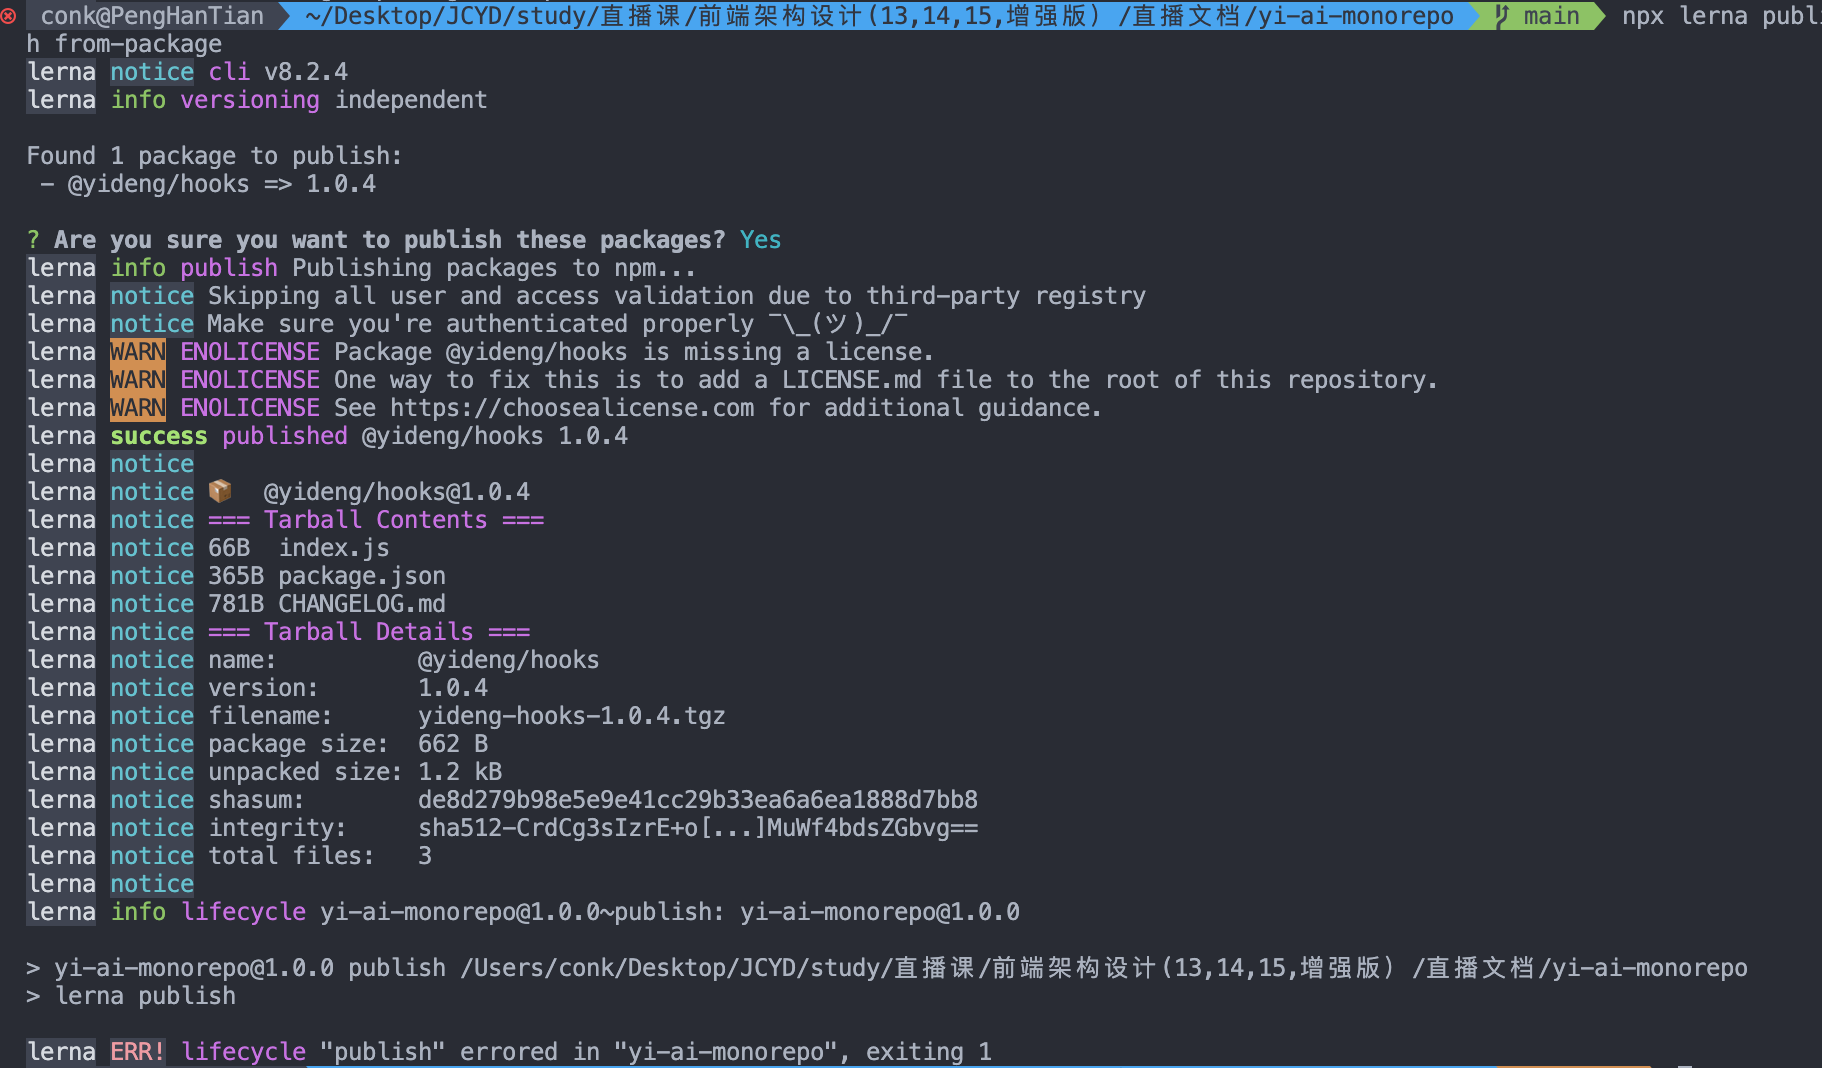 conk@PengHanTian ~/Desktop/JCYD/study/直播课/前端架构设计(13,14,15,增强版) /直播文档/yi-ai-monorepo main npx lerna publi
h from-package
lerna notice cli v8.2.4
lerna info versioning independent
Found 1 package to publish:
- @yideng/hooks => 1.0.4
? Are you sure you want to publish these packages? Yes
lerna info publish Publishing packages to npm...
lerna notice Skipping all user and access validation due to third-party registry
lerna notice Make sure you're authenticated properly ¯\_(ツ)_/¯
lerna WARN ENOLICENSE Package @yideng/hooks is missing a license.
lerna WARN ENOLICENSE One way to fix this is to add a LICENSE.md file to the root of this repository.
lerna WARN ENOLICENSE See https://choosealicense.com for additional guidance.
lerna success published @yideng/hooks 1.0.4
lerna notice
lerna notice 📦 @yideng/hooks@1.0.4
lerna notice === Tarball Contents ===
lerna notice 66B index.js
lerna notice 365B package.json
lerna notice 781B CHANGELOG.md
lerna notice === Tarball Details ===
lerna notice name: @yideng/hooks
lerna notice version: 1.0.4
lerna notice filename: yideng-hooks-1.0.4.tgz
lerna notice package size: 662 B
lerna notice unpacked size: 1.2 kB
lerna notice shasum: de8d279b98e5e9e41cc29b33ea6a6ea1888d7bb8
lerna notice integrity: sha512-CrdCg3sIzrE+o[...]MuWf4bdsZGbvg==
lerna notice total files: 3
lerna notice
lerna info lifecycle yi-ai-monorepo@1.0.0~publish: yi-ai-monorepo@1.0.0
> yi-ai-monorepo@1.0.0 publish /Users/conk/Desktop/JCYD/study/直播课/前端架构设计(13,14,15,增强版) /直播文档/yi-ai-monorepo
> lerna publish
lerna ERR! lifecycle "publish" errored in "yi-ai-monorepo", exiting 1